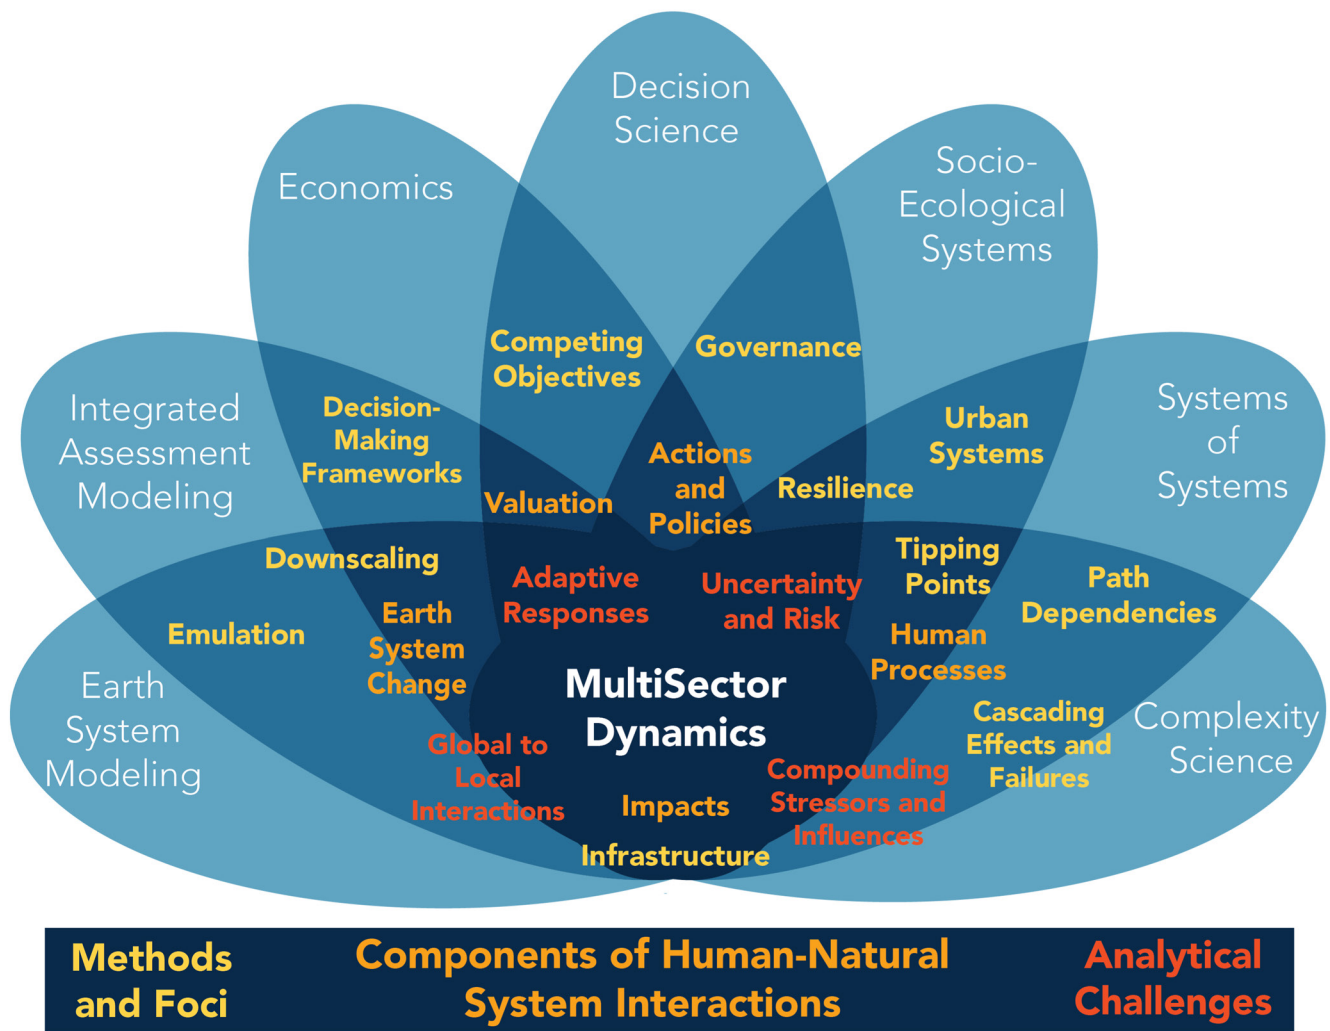 Decision
Science
Economics
Socio-
Ecological
Systems
Integrated
Assessment
Modeling
Systems
of
Systems
Earth
System
Modeling
Complexity
Science
Competing
Objectives
Governance
Decision-
Making
Frameworks
Urban
Systems
Valuation
Actions
and
Policies
Resilience
Downscaling
Tipping
Points
Path
Dependencies
Emulation
Earth
System
Change
Adaptive
Responses
Uncertainty
and Risk
Human
Processes
MultiSector
Dynamics
Cascading
Effects and
Failures
Global to
Local
Interactions
Impacts
Compounding
Stressors and
Influences
Infrastructure
Methods
and Foci
Components of Human-Natural
System Interactions
Analytical
Challenges